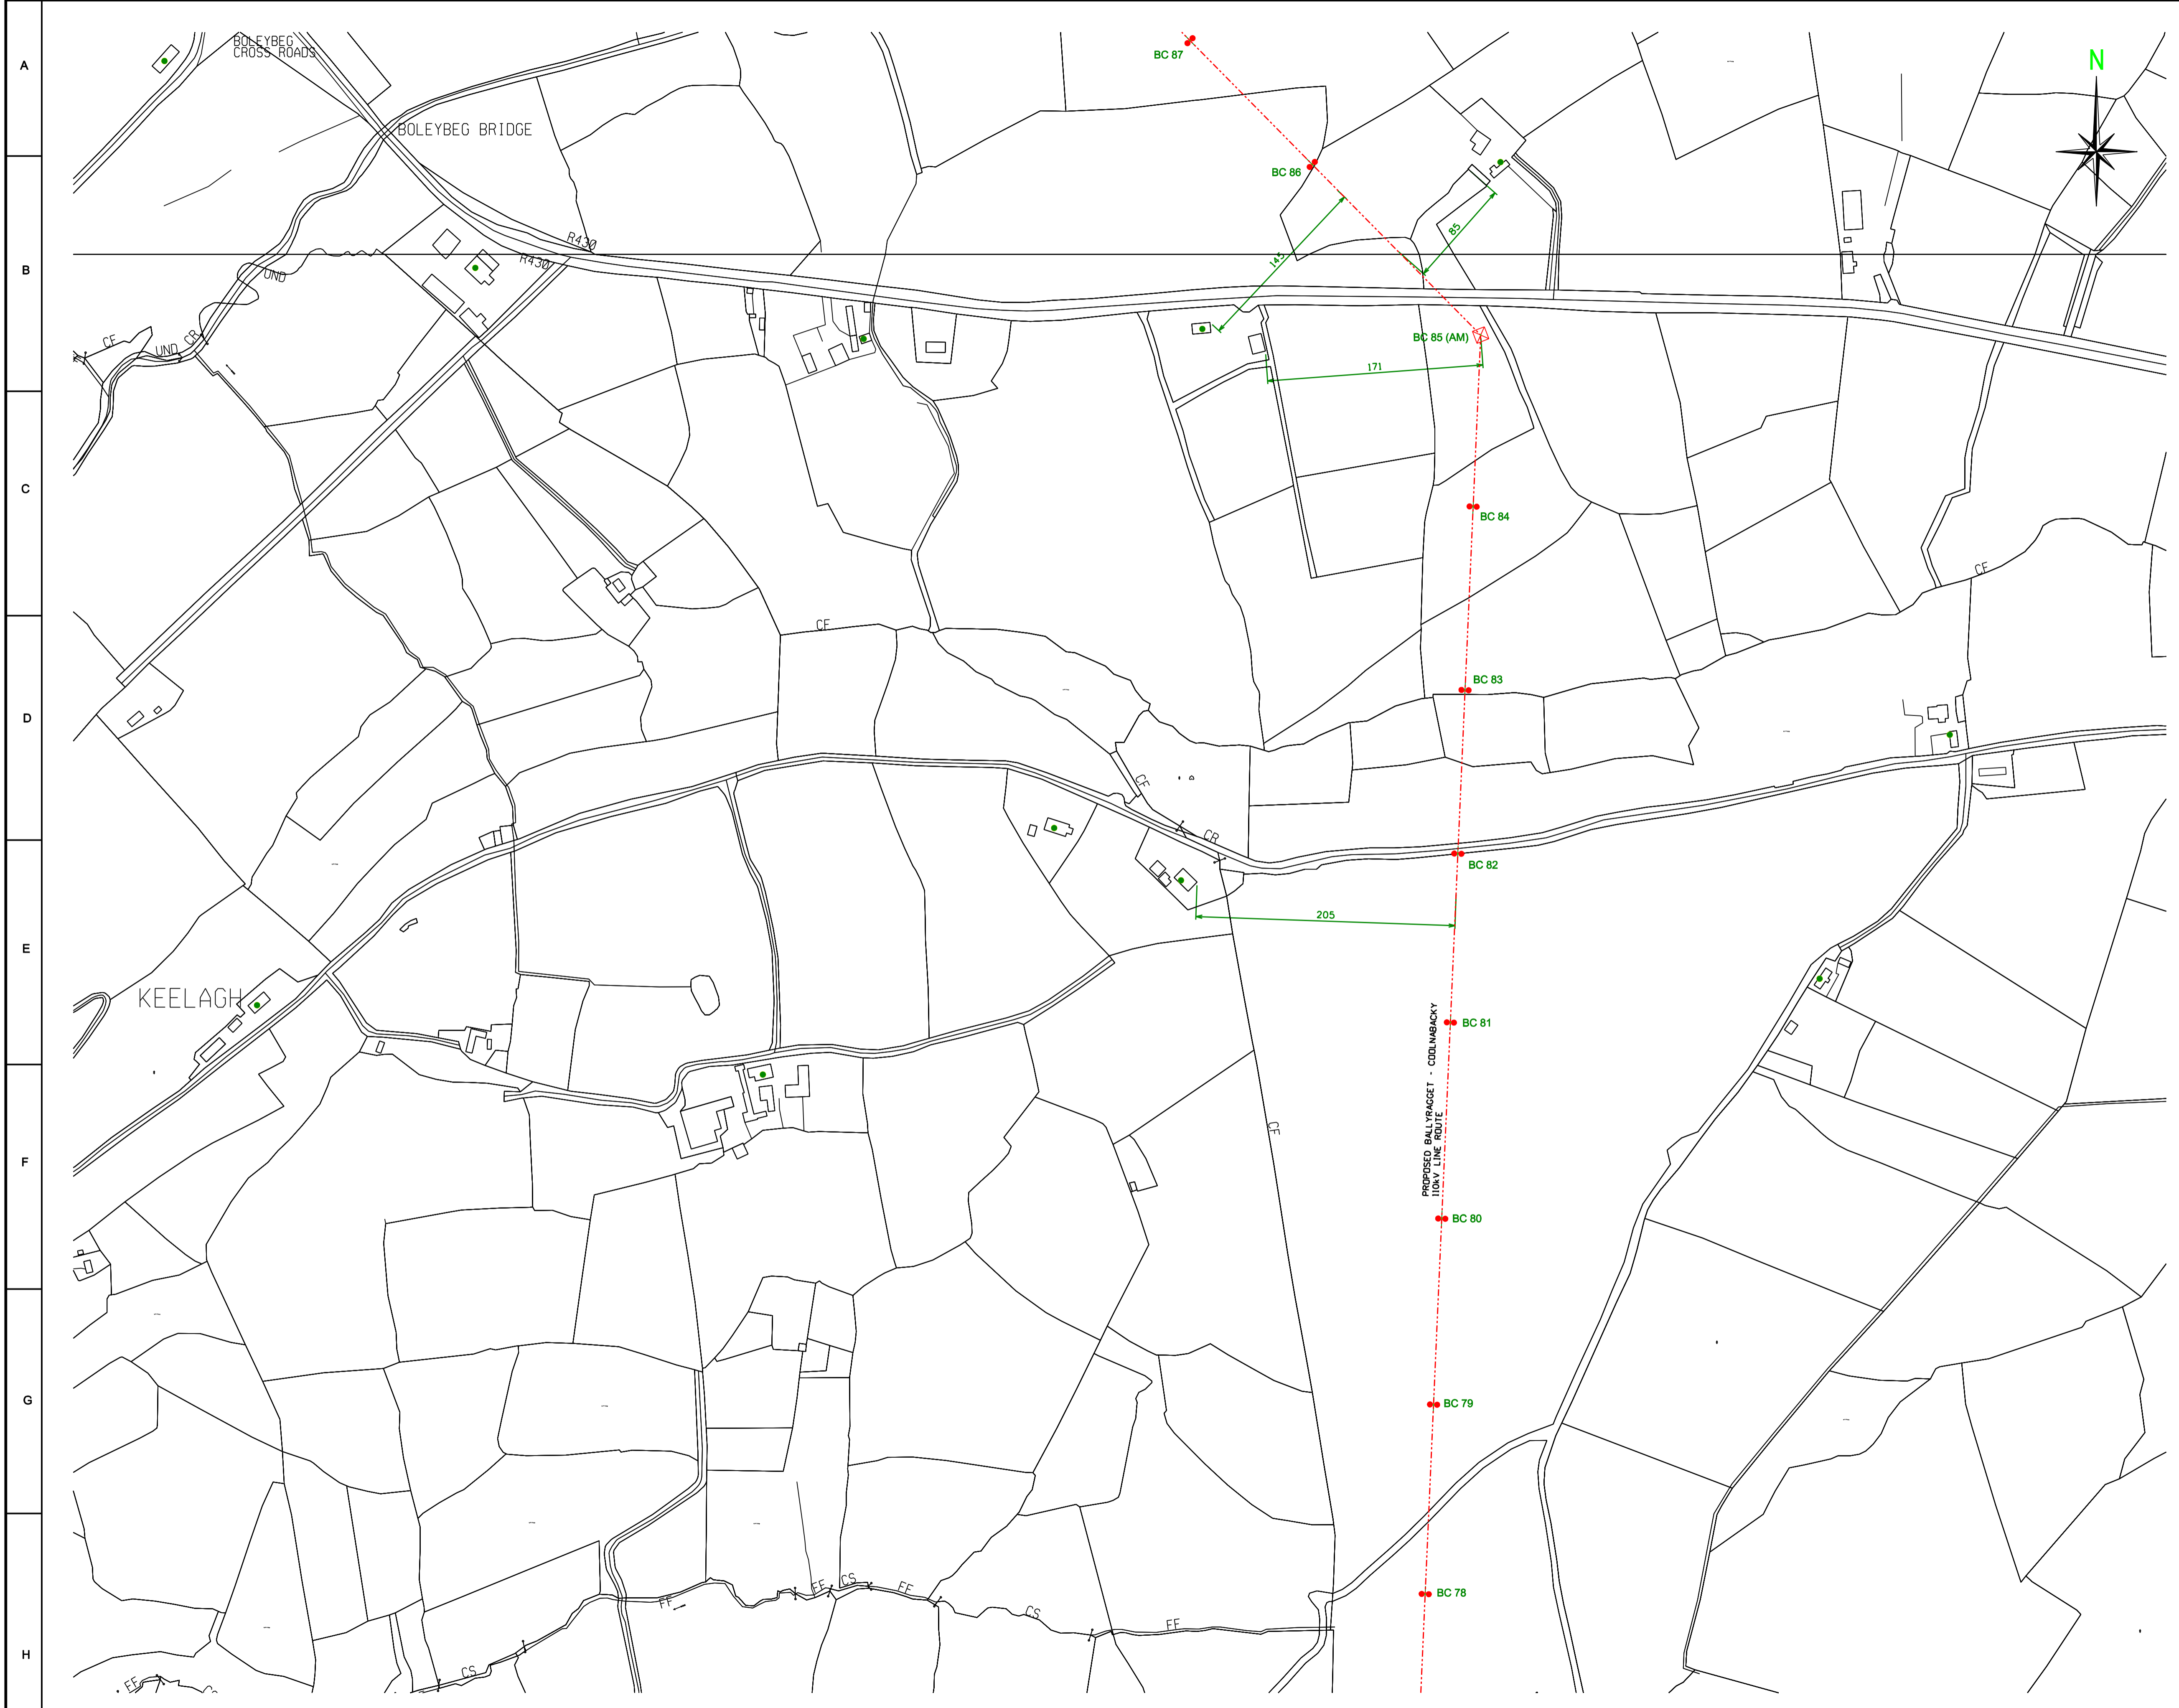 A
BOLEYBEG
CROSS ROADS
BC 87
N
BOLEYBEG BRIDGE
BC 86
R430
85
B
R430
145
UND
CF
UND
CR
BC 85 (AM)
171
C
BC 84
CF
CF
BC 83
D
CF
CR
BC 82
205
E
KEELAGH
BC 81
PROPOSED BALLYRAGGET - COOLNABACKY
110kV LINE ROUTE
CF
F
BC 80
G
BC 79
FF
CS
FF
BC 78
FF
CS
FF
H
CS
FF